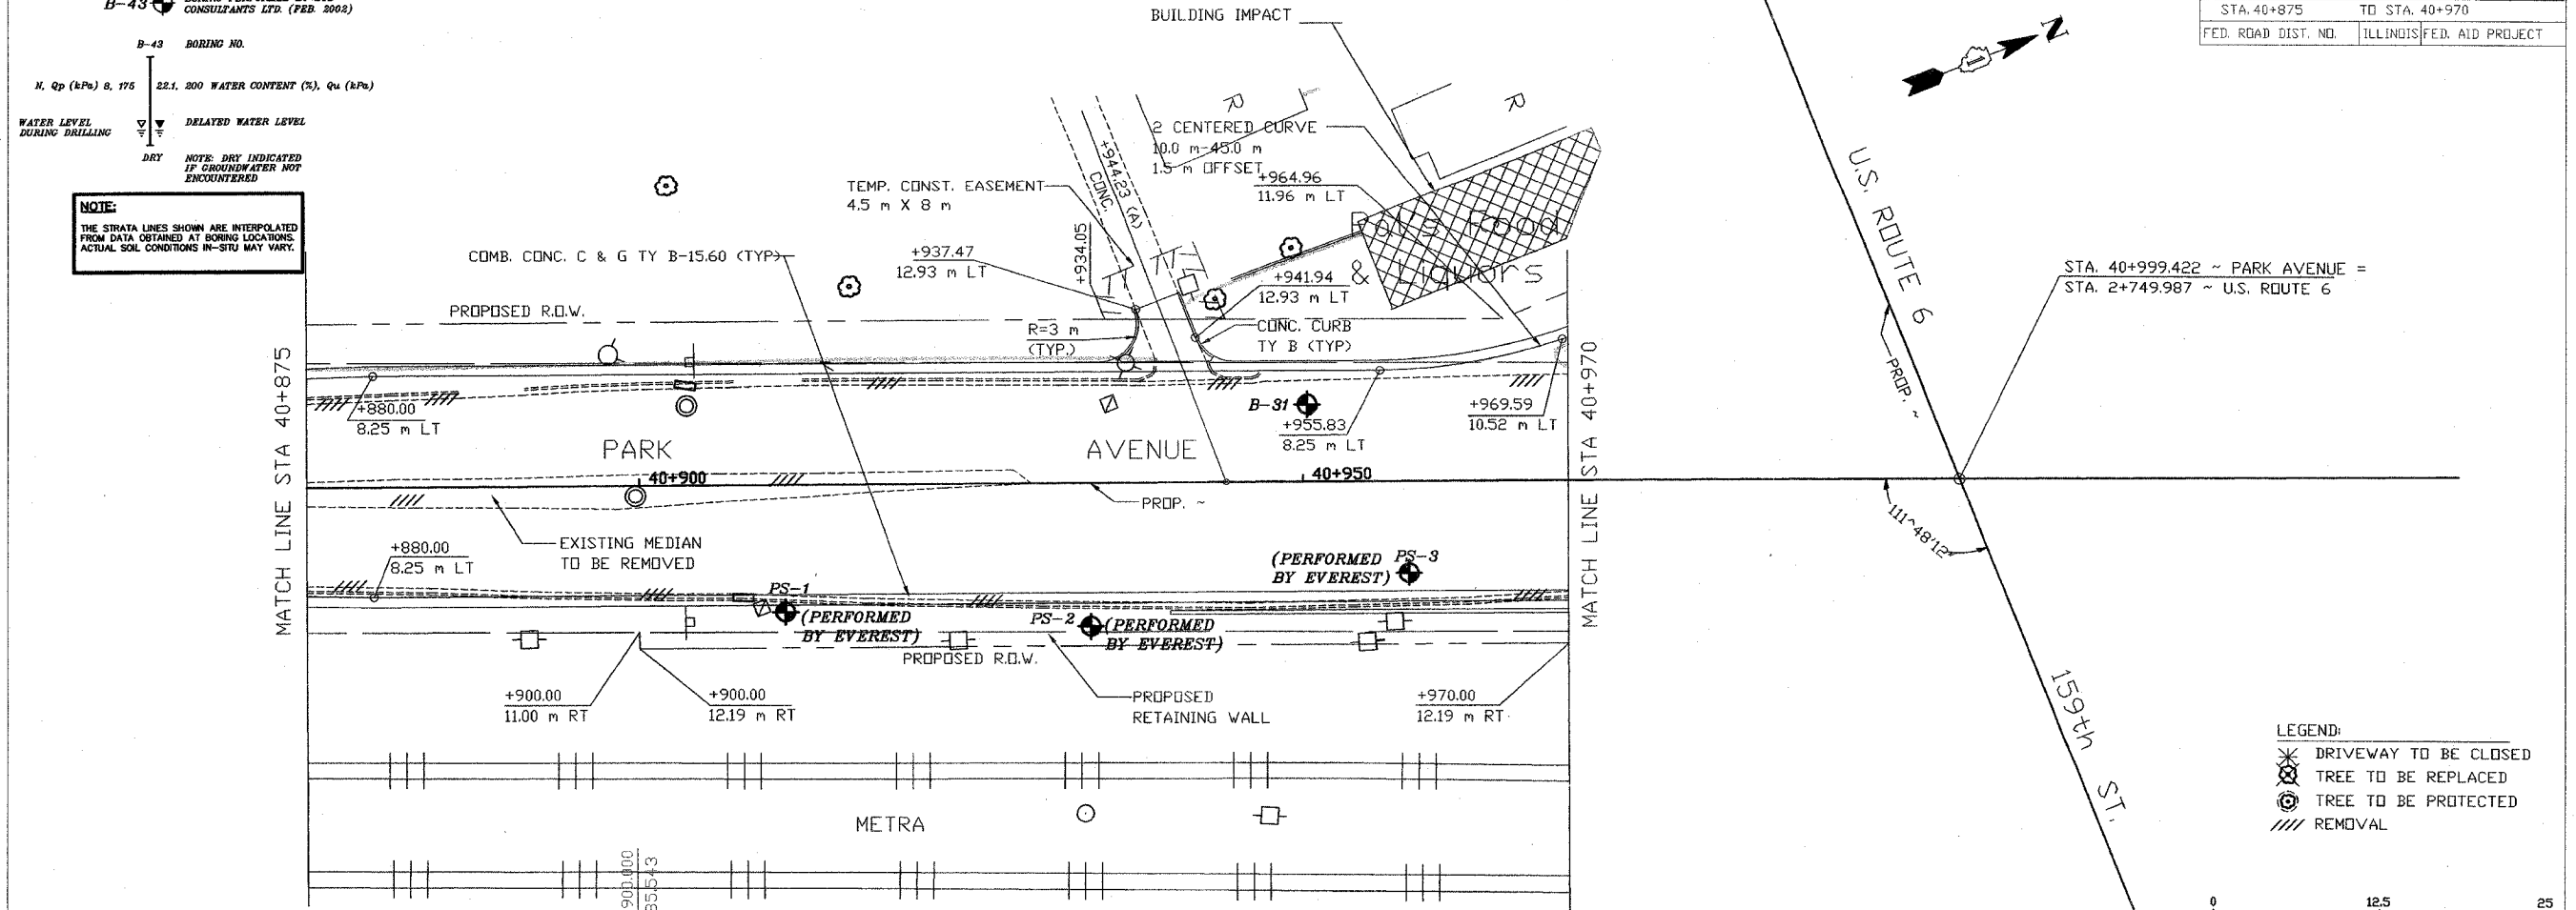 B-43
CONSULTANTS LTD. (FEB. 2002)
B-43 BORING NO.
N, Qp (kPa) 8, 175 22.1, 200 WATER CONTENT (%), Qu (kPa)
WATER LEVEL
DURING DRILLING
DELAYED WATER LEVEL
DRY
NOTE: DRY INDICATED
IF GROUNDWATER NOT
ENCOUNTERED
NOTE:
THE STRATA LINES SHOWN ARE INTERPOLATED
FROM DATA OBTAINED AT BORING LOCATIONS.
ACTUAL SOIL CONDITIONS IN-SITU MAY VARY.
STA. 40+875 TO STA. 40+970
FED. ROAD DIST. NO. ILLINOIS FED. AID PROJECT
N
BUILDING IMPACT
R
R
2 CENTERED CURVE
10.0 m-45.0 m
1.5 m OFFSET
+964.96
11.96 m LT
TEMP. CONST. EASEMENT
4.5 m X 8 m
+944.23 (A)
CONC.
+934.05
Pal's Food
& Liquors
COMB. CONC. C & G TY B-15.60 (TYP)
+937.47
12.93 m LT
+941.94
12.93 m LT
PROPOSED R.O.W.
R=3 m
(TYP.)
CONC. CURB
TY B (TYP)
MATCH LINE STA 40+875
+880.00
8.25 m LT
B-31
+955.83
8.25 m LT
+969.59
10.52 m LT
MATCH LINE STA 40+970
PARK AVENUE
40+900
40+950
PROP. ~
EXISTING MEDIAN
TO BE REMOVED
+880.00
8.25 m LT
(PERFORMED PS-3
BY EVEREST)
PS-1
(PERFORMED
BY EVEREST)
PS-2
(PERFORMED
BY EVEREST)
PROPOSED R.O.W.
+900.00
11.00 m RT
+900.00
12.19 m RT
PROPOSED
RETAINING WALL
+970.00
12.19 m RT
METRA
900.000
85.543
U.S. ROUTE 6
PROP. ~
STA. 40+999.422 ~ PARK AVENUE =
STA. 2+749.987 ~ U.S. ROUTE 6
111^48'12"
159th ST.
LEGEND:
DRIVEWAY TO BE CLOSED
TREE TO BE REPLACED
TREE TO BE PROTECTED
REMOVAL
0 12.5 25